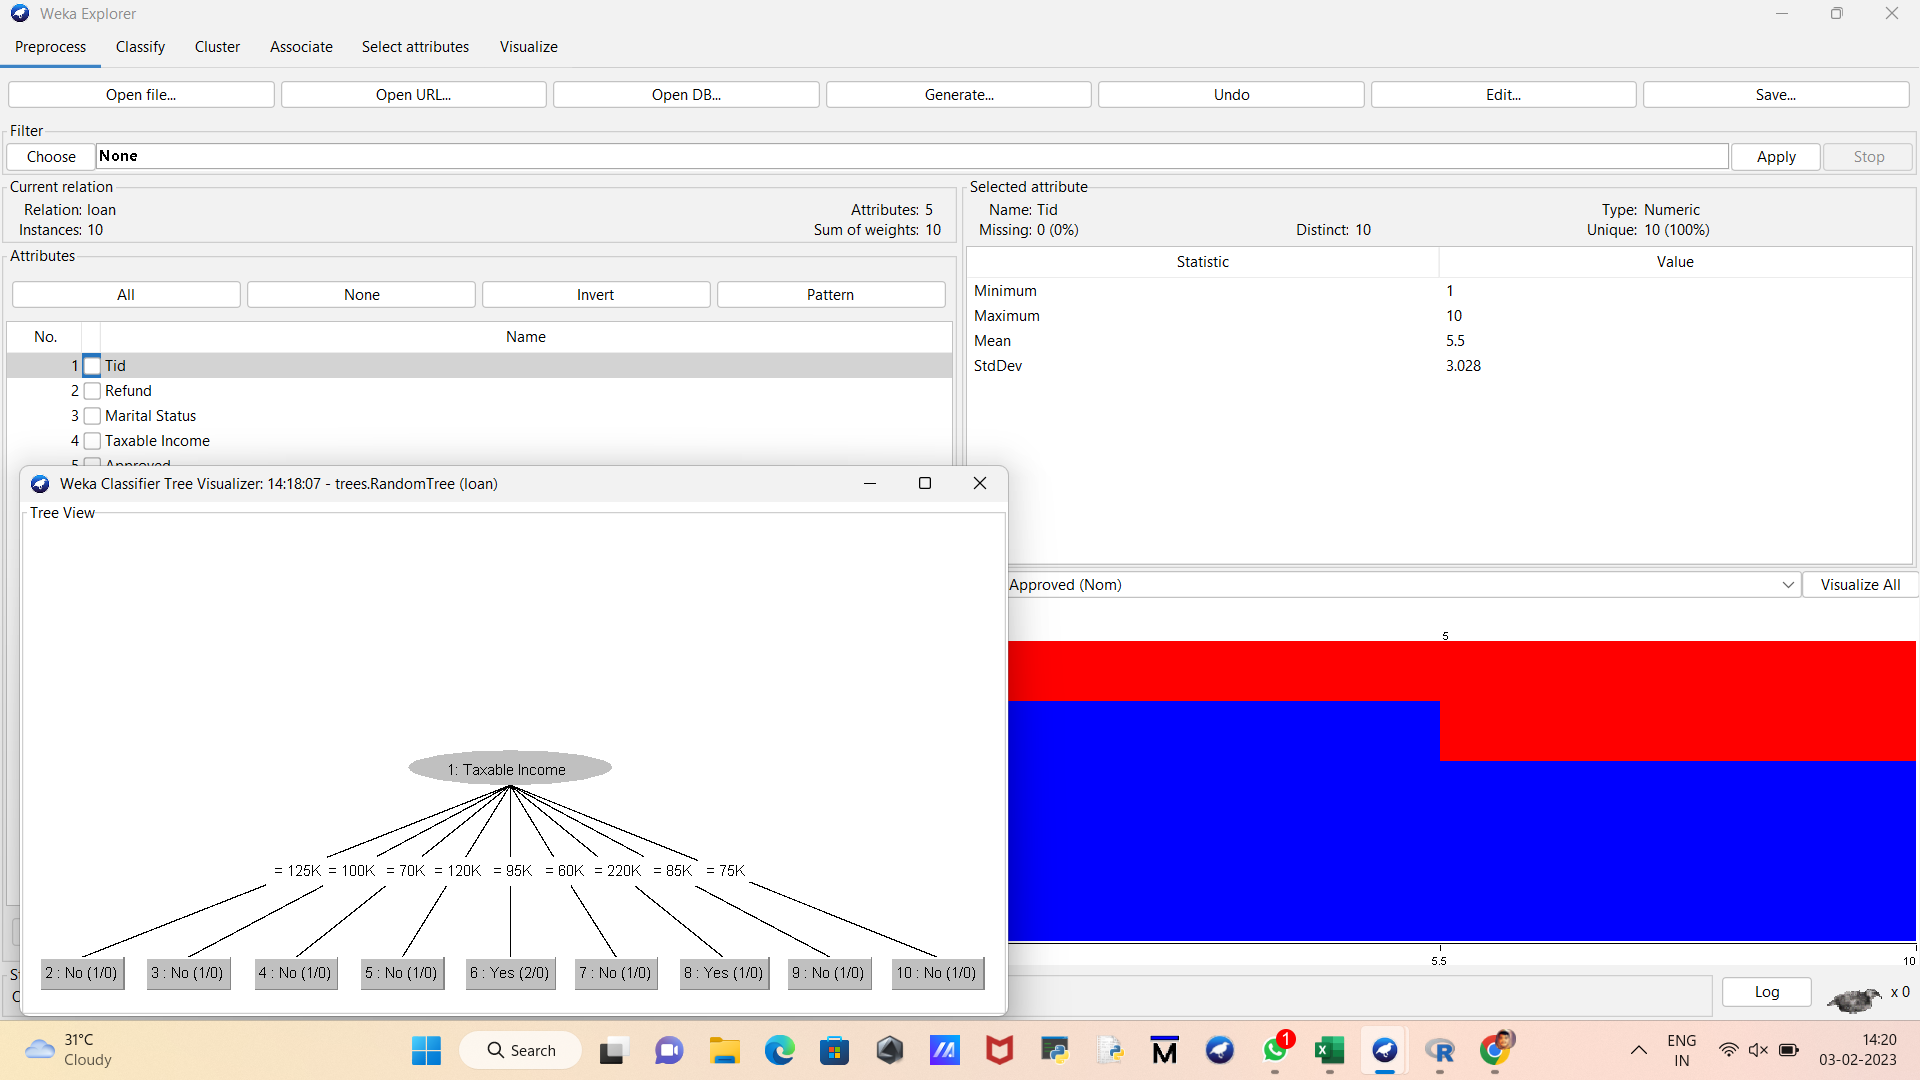 Weka Explorer
Preprocess Classify Cluster Associate Select attributes Visualize
Open file... Open URL... Open DB... Generate... Undo Edit... Save...
Filter
Choose None Apply Stop
Current relation
Relation: loan Attributes: 5
Instances: 10 Sum of weights: 10
Selected attribute
Name: Tid Type: Numeric
Missing: 0 (0%) Distinct: 10 Unique: 10 (100%)
Attributes
All None Invert Pattern
No. Name
1 Tid
2 Refund
3 Marital Status
4 Taxable Income
5 Approved
Statistic Value
Minimum 1
Maximum 10
Mean 5.5
StdDev 3.028
Weka Classifier Tree Visualizer: 14:18:07 - trees.RandomTree (loan)
Tree View
1: Taxable Income
= 125K = 100K = 70K = 120K = 95K = 60K = 220K = 85K = 75K
2 : No (1/0) 3 : No (1/0) 4 : No (1/0) 5 : No (1/0) 6 : Yes (2/0) 7 : No (1/0) 8 : Yes (1/0) 9 : No (1/0) 10 : No (1/0)
Approved (Nom) Visualize All
5
5.5 10
Log x 0
31°C
Cloudy
Search
1
ENG
IN
14:20
03-02-2023